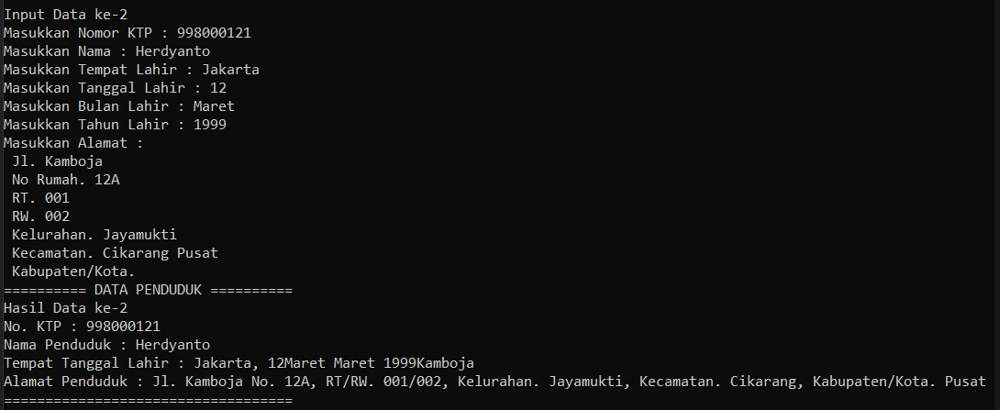 Input Data ke-2
Masukkan Nomor KTP : 998000121
Masukkan Nama : Herdyanto
Masukkan Tempat Lahir : Jakarta
Masukkan Tanggal Lahir : 12
Masukkan Bulan Lahir : Maret
Masukkan Tahun Lahir : 1999
Masukkan Alamat :
Jl. Kamboja
No Rumah. 12A
RT. 001
RW. 002
Kelurahan. Jayamukti
Kecamatan. Cikarang Pusat
Kabupaten/Kota.
========== DATA PENDUDUK ==========
Hasil Data ke-2
No. KTP : 998000121
Nama Penduduk : Herdyanto
Tempat Tanggal Lahir : Jakarta, 12Maret Maret 1999Kamboja
Alamat Penduduk : Jl. Kamboja No. 12A, RT/RW. 001/002, Kelurahan. Jayamukti, Kecamatan. Cikarang, Kabupaten/Kota. Pusat
===================================